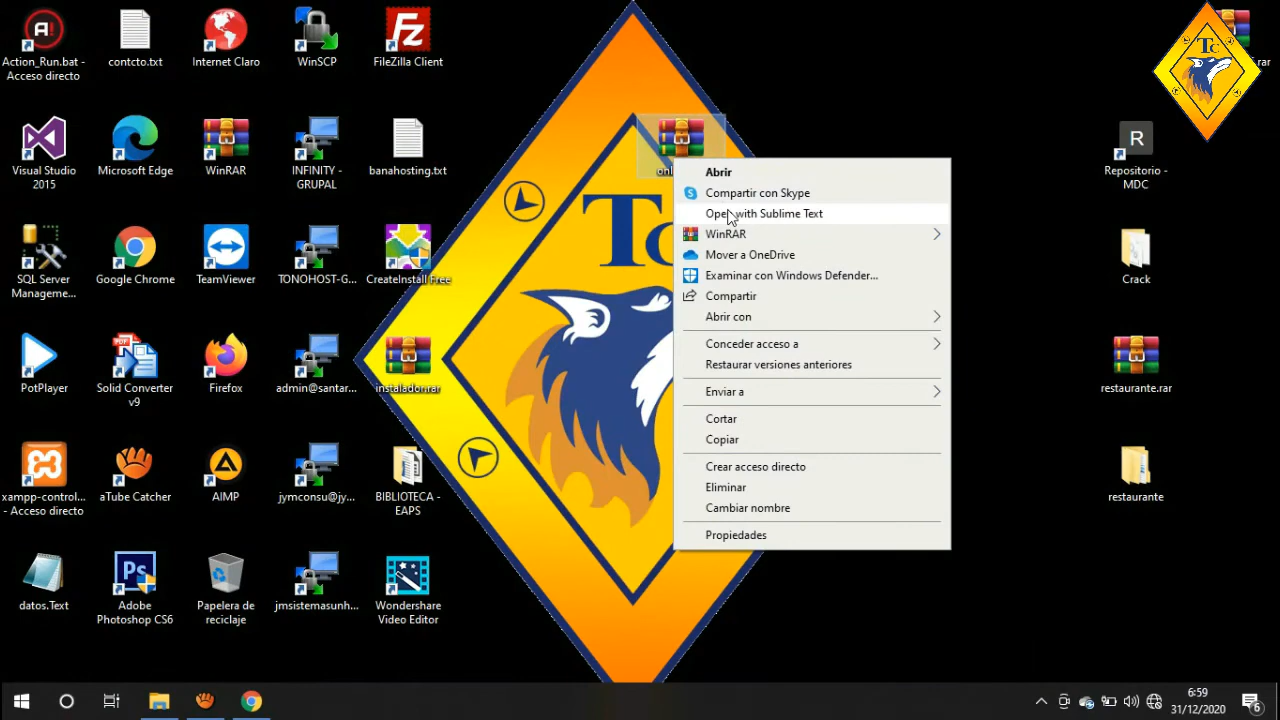 Action_Run.bat
- Acceso directo
contcto.txt
Internet Claro
WinSCP
FileZilla Client
rar
TC
Visual Studio
2015
Microsoft Edge
WinRAR
INFINITY -
GRUPAL
banahosting.txt
R
Repositorio -
MDC
SQL Server
Manageme...
Google Chrome
TeamViewer
TONOHOST-G...
CreateInstall Free
Crack
PotPlayer
Solid Converter
v9
Firefox
admin@santar...
instalador.rar
restaurante.rar
xampp-control...
- Acceso directo
aTube Catcher
AIMP
jymconsu@jy...
BIBLIOTECA -
EAPS
restaurante
datos.Text
Adobe
Photoshop CS6
Papelera de
reciclaje
jmsistemasunh...
Wondershare
Video Editor
Abrir
Compartir con Skype
Open with Sublime Text
WinRAR
Mover a OneDrive
Examinar con Windows Defender...
Compartir
Abrir con
Conceder acceso a
Restaurar versiones anteriores
Enviar a
Cortar
Copiar
Crear acceso directo
Eliminar
Cambiar nombre
Propiedades
6:59
31/12/2020
6